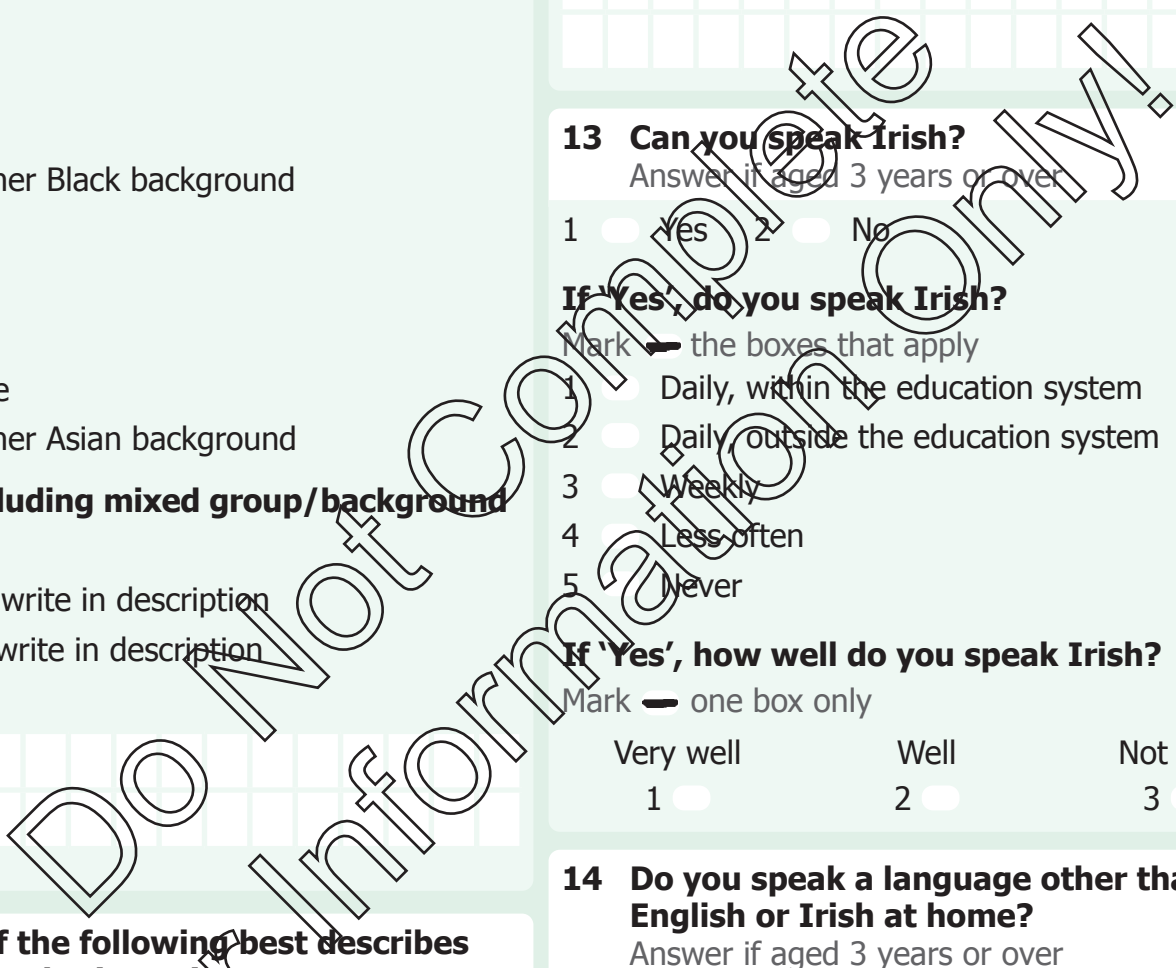 her Black background
e
her Asian background
luding mixed group/background
write in description
write in description
f the following best describes
13 Can you speak Irish?
Answer if aged 3 years or over
1 Yes 2 No
If ‘Yes’, do you speak Irish?
Mark the boxes that apply
1 Daily, within the education system
2 Daily, outside the education system
3 Weekly
4 Less often
5 Never
If ‘Yes’, how well do you speak Irish?
Mark one box only
Very well Well Not
1 2 3
14 Do you speak a language other tha
English or Irish at home?
Answer if aged 3 years or over
Do Not Complete
r Information Only!